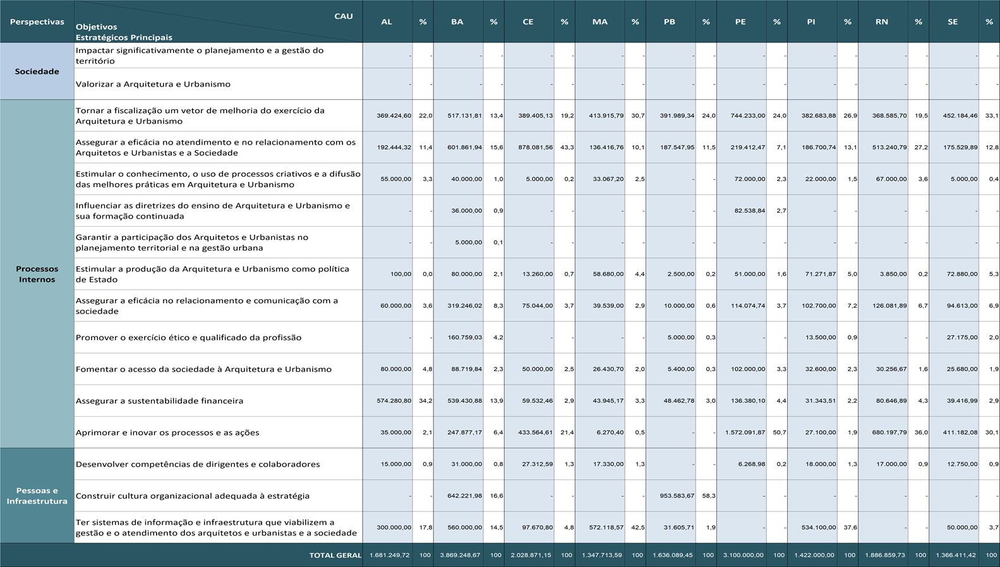 Perspectivas Objetivos Estratégicos Principais CAU AL % BA % CE % MA % PB % PE % PI % RN % SE %
Sociedade
Impactar significativamente o planejamento e a gestão do
território - - - - - - - - - - - - - - - - - -
Valorizar a Arquitetura e Urbanismo - - - - - - - - - - - - - - - - - -
Processos
Internos
Tornar a fiscalização um vetor de melhoria do exercício da
Arquitetura e Urbanismo 369.424,60 22,0 517.131,81 13,4 389.405,13 19,2 413.915,79 30,7 391.989,34 24,0 744.233,00 24,0 382.683,88 26,9 368.585,70 19,5 452.184,46 33,1
Assegurar a eficácia no atendimento e no relacionamento com os
Arquitetos e Urbanistas e a Sociedade 192.444,32 11,4 601.861,94 15,6 878.081,56 43,3 136.416,76 10,1 187.547,95 11,5 219.412,47 7,1 186.700,74 13,1 513.240,79 27,2 175.529,89 12,8
Estimular o conhecimento, o uso de processos criativos e a difusão
das melhores práticas em Arquitetura e Urbanismo 55.000,00 3,3 40.000,00 1,0 5.000,00 0,2 33.067,20 2,5 - - 72.000,00 2,3 22.000,00 1,5 67.000,00 3,6 5.000,00 0,4
Influenciar as diretrizes do ensino de Arquitetura e Urbanismo e
sua formação continuada - - 36.000,00 0,9 - - - - - - 82.538,84 2,7 - - - - - -
Garantir a participação dos Arquitetos e Urbanistas no
planejamento territorial e na gestão urbana - - 5.000,00 0,1 - - - - - - - - - - - - - -
Estimular a produção da Arquitetura e Urbanismo como política
de Estado 100,00 0,0 80.000,00 2,1 13.260,00 0,7 58.680,00 4,4 2.500,00 0,2 51.000,00 1,6 71.271,87 5,0 3.850,00 0,2 72.880,00 5,3
Assegurar a eficácia no relacionamento e comunicação com a
sociedade 60.000,00 3,6 319.246,02 8,3 75.044,00 3,7 39.539,00 2,9 10.000,00 0,6 114.074,74 3,7 102.700,00 7,2 126.081,89 6,7 94.613,00 6,9
Promover o exercício ético e qualificado da profissão - - 160.759,03 4,2 - - - - 5.000,00 0,3 - - 13.500,00 0,9 - - 27.175,00 2,0
Fomentar o acesso da sociedade à Arquitetura e Urbanismo 80.000,00 4,8 88.719,84 2,3 50.000,00 2,5 26.430,70 2,0 5.400,00 0,3 102.000,00 3,3 32.600,00 2,3 30.256,67 1,6 25.680,00 1,9
Assegurar a sustentabilidade financeira 574.280,80 34,2 539.430,88 13,9 59.532,46 2,9 43.945,17 3,3 48.462,78 3,0 136.380,10 4,4 31.343,51 2,2 80.646,89 4,3 39.416,99 2,9
Aprimorar e inovar os processos e as ações 35.000,00 2,1 247.877,17 6,4 433.564,61 21,4 6.270,40 0,5 - - 1.572.091,87 50,7 27.100,00 1,9 680.197,79 36,0 411.182,08 30,1
Pessoas e
Infraestrutura
Desenvolver competências de dirigentes e colaboradores 15.000,00 0,9 31.000,00 0,8 27.312,59 1,3 17.330,00 1,3 - - 6.268,98 0,2 18.000,00 1,3 17.000,00 0,9 12.750,00 0,9
Construir cultura organizacional adequada à estratégia - - 642.221,98 16,6 - - - - 953.583,67 58,3 - - - - - - - -
Ter sistemas de informação e infraestrutura que viabilizem a
gestão e o atendimento dos arquitetos e urbanistas e a sociedade 300.000,00 17,8 560.000,00 14,5 97.670,80 4,8 572.118,57 42,5 31.605,71 1,9 - - 534.100,00 37,6 - - 50.000,00 3,7
TOTAL GERAL 1.681.249,72 100 3.869.248,67 100 2.028.871,15 100 1.347.713,59 100 1.636.089,45 100 3.100.000,00 100 1.422.000,00 100 1.886.859,73 100 1.366.411,42 100